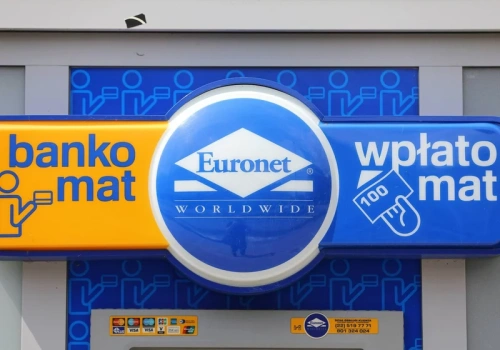 banko
mat
Euronet
®
WORLDWIDE
wpłato
mat
100